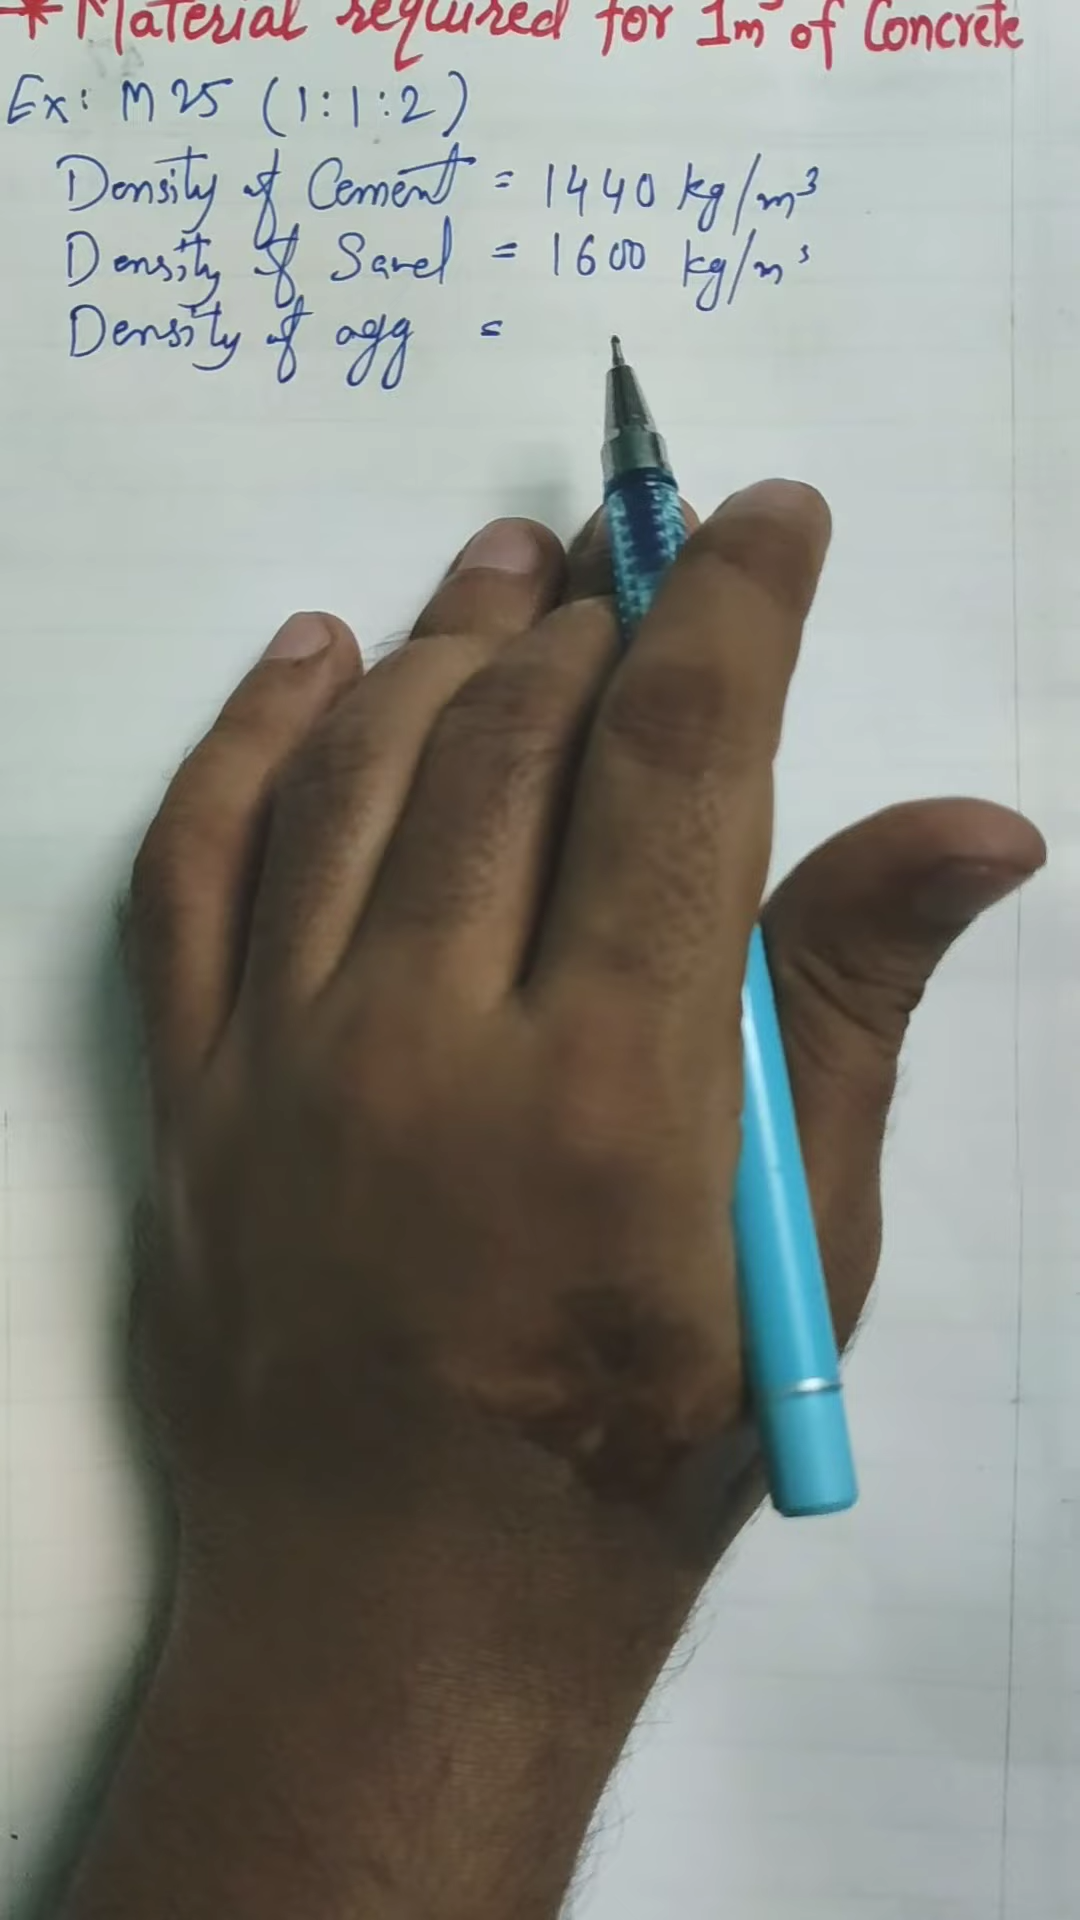 * Material required for 1m³ of Concrete
Ex: M25 (1:1:2)
Density of Cement = 1440 kg/m³
Density of Sand = 1600 kg/m³
Density of agg =